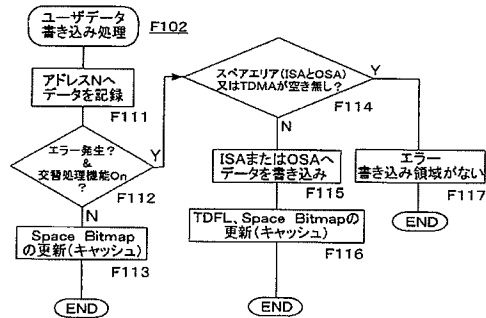 ユーザデータ
書き込み処理
F102
アドレスNへ
データを記録
F111
エラー発生?
&
交替処理機能On
?
Y
F112
N
Space Bitmap
の更新(キャッシュ)
F113
END
スペアエリア(ISAとOSA)
又はTDMAが空き無し?
Y
F114
N
ISAまたはOSAへ
データを書き込み
F115
TDFL、Space Bitmapの
更新(キャッシュ)
F116
END
エラー
書き込み領域がない
F117
END